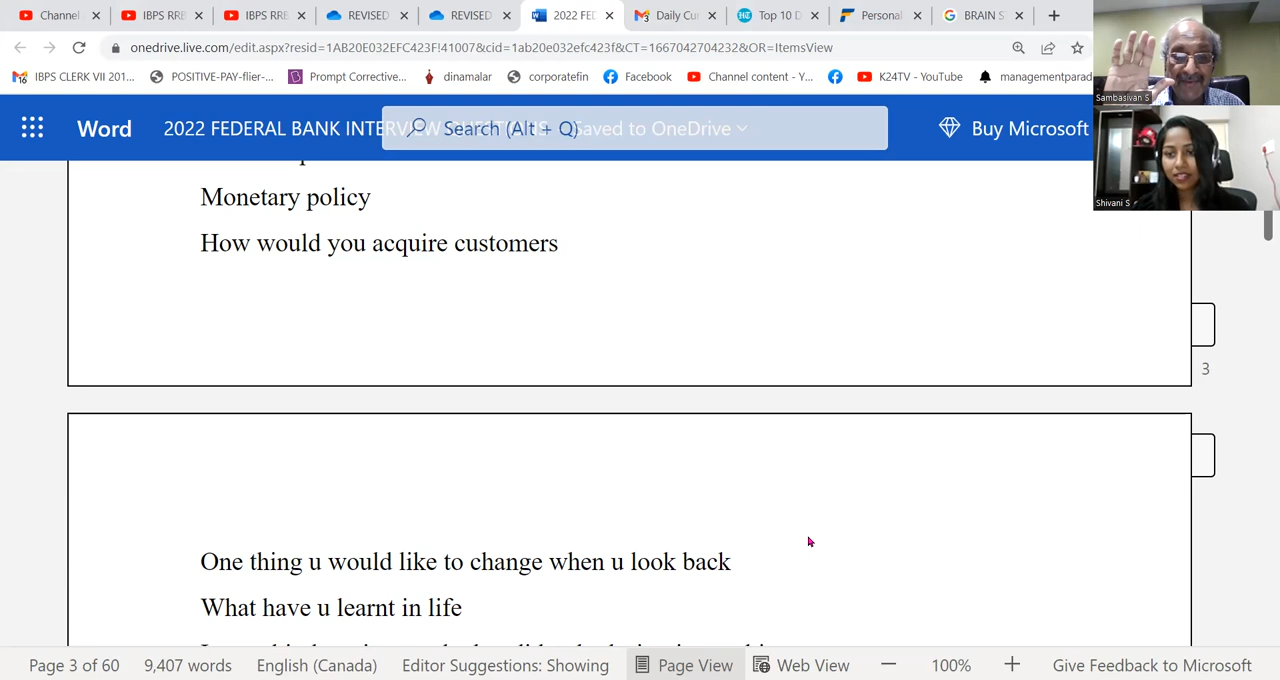 Channel
IBPS RRB
IBPS RRB
REVISED
REVISED
2022 FED
Daily Cur
Top 10 D
Personal
BRAIN S
onedrive.live.com/edit.aspx?resid=1AB20E032EFC423F!41007&cid=1ab20e032efc423f&CT=1667042704232&OR=ItemsView
IBPS CLERK VII 201...
POSITIVE-PAY-flier-...
Prompt Corrective...
dinamalar
corporatefin
Facebook
Channel content - Y...
K24TV - YouTube
managementparad
Sambasivan S
Word
2022 FEDERAL BANK INTERVIEW QUESTIONS
Search (Alt + Q)
Saved to OneDrive
Buy Microsoft
Shivani S
Monetary policy
How would you acquire customers
3
One thing u would like to change when u look back
What have u learnt in life
Page 3 of 60
9,407 words
English (Canada)
Editor Suggestions: Showing
Page View
Web View
100%
Give Feedback to Microsoft